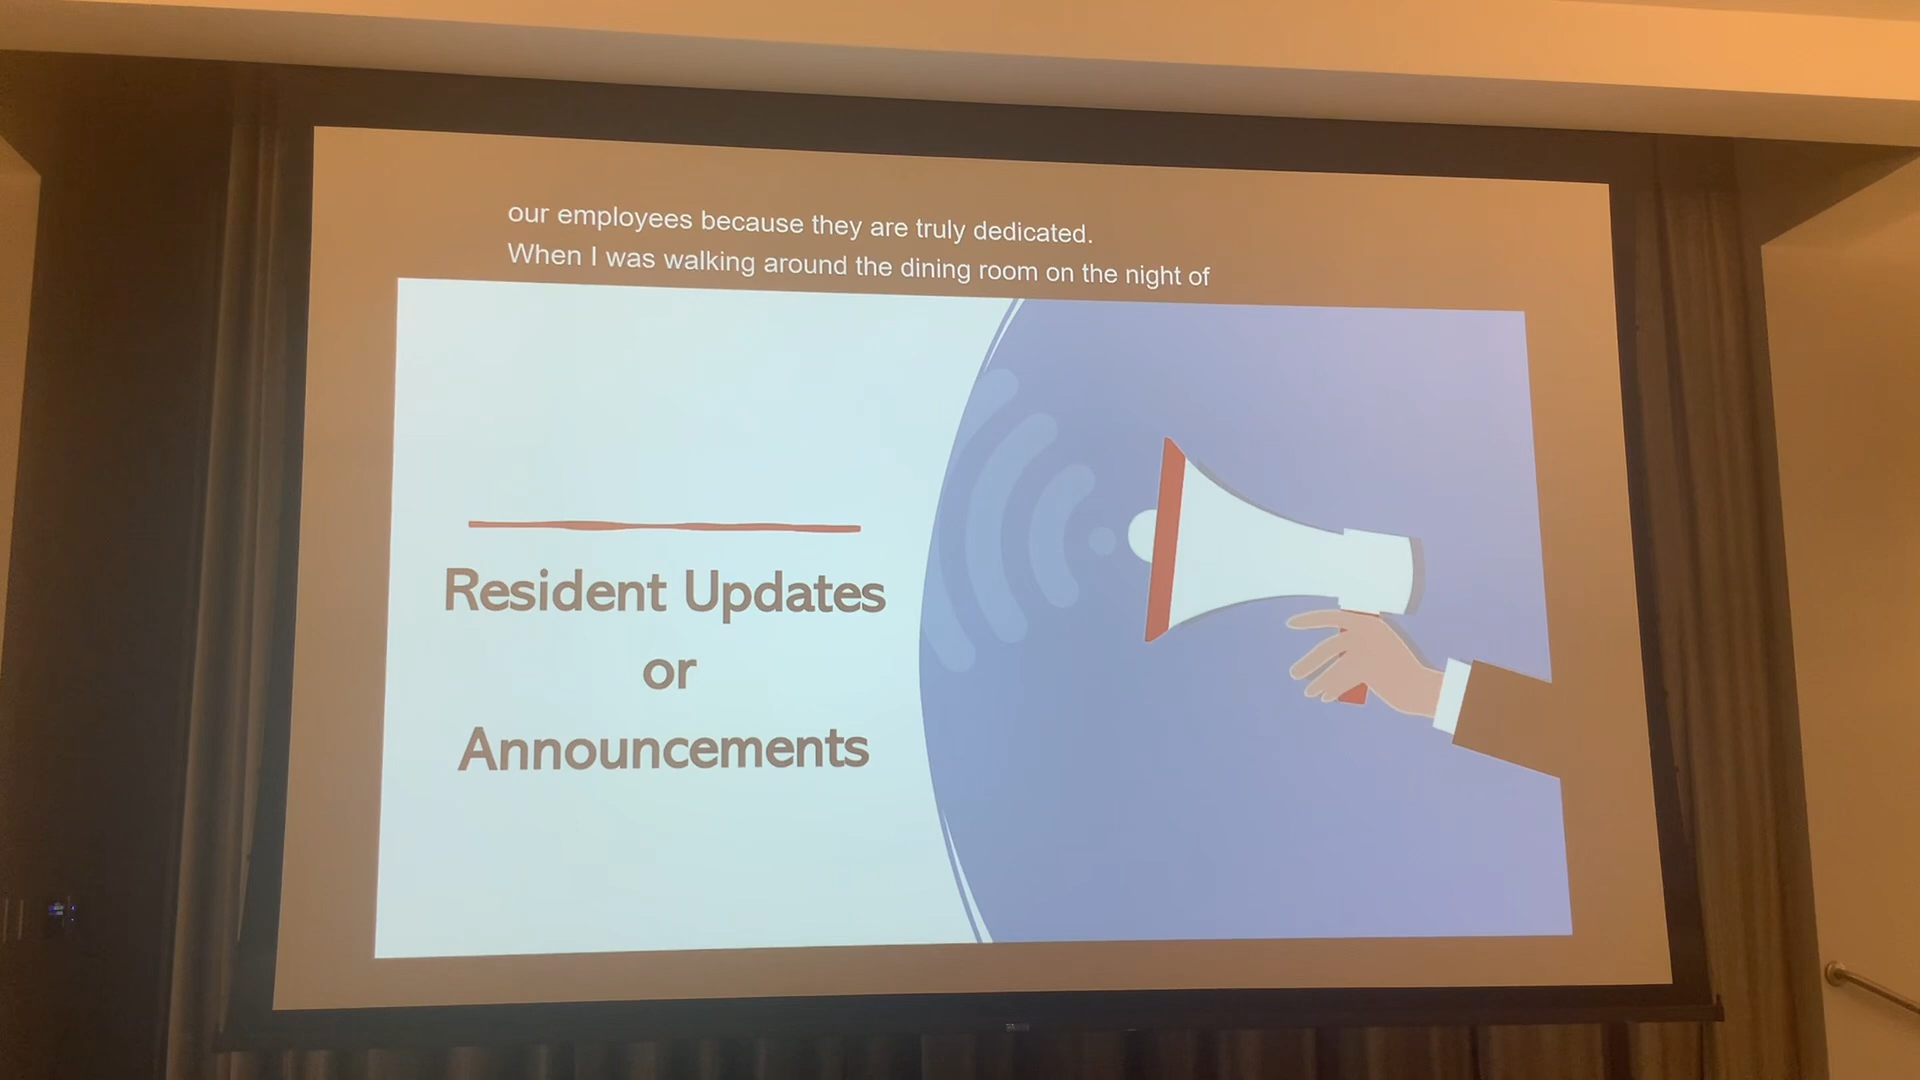 our employees because they are truly dedicated.
When I was walking around the dining room on the night of
Resident Updates
or
Announcements